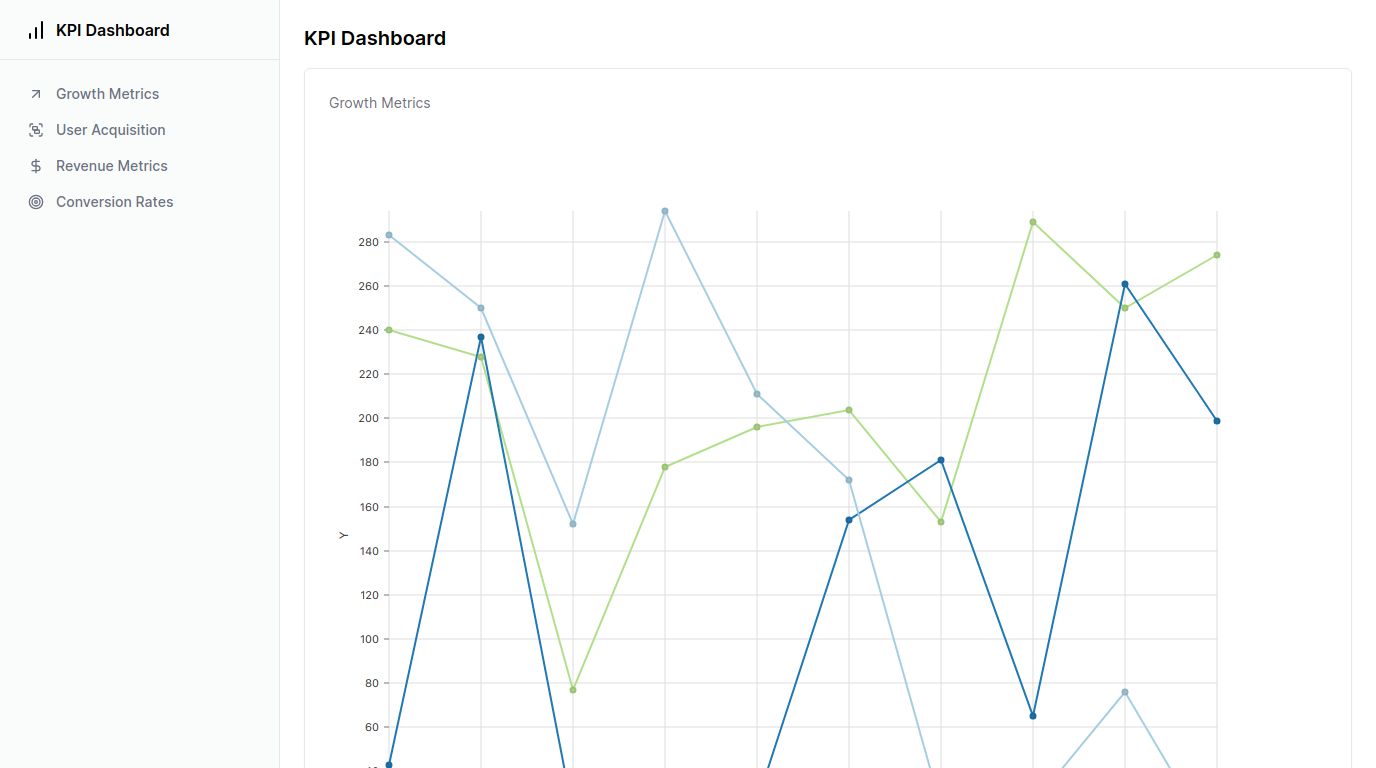 KPI Dashboard
Growth Metrics
User Acquisition
Revenue Metrics
Conversion Rates
KPI Dashboard
Growth Metrics
280
260
240
220
200
180
160
Y
140
120
100
80
60